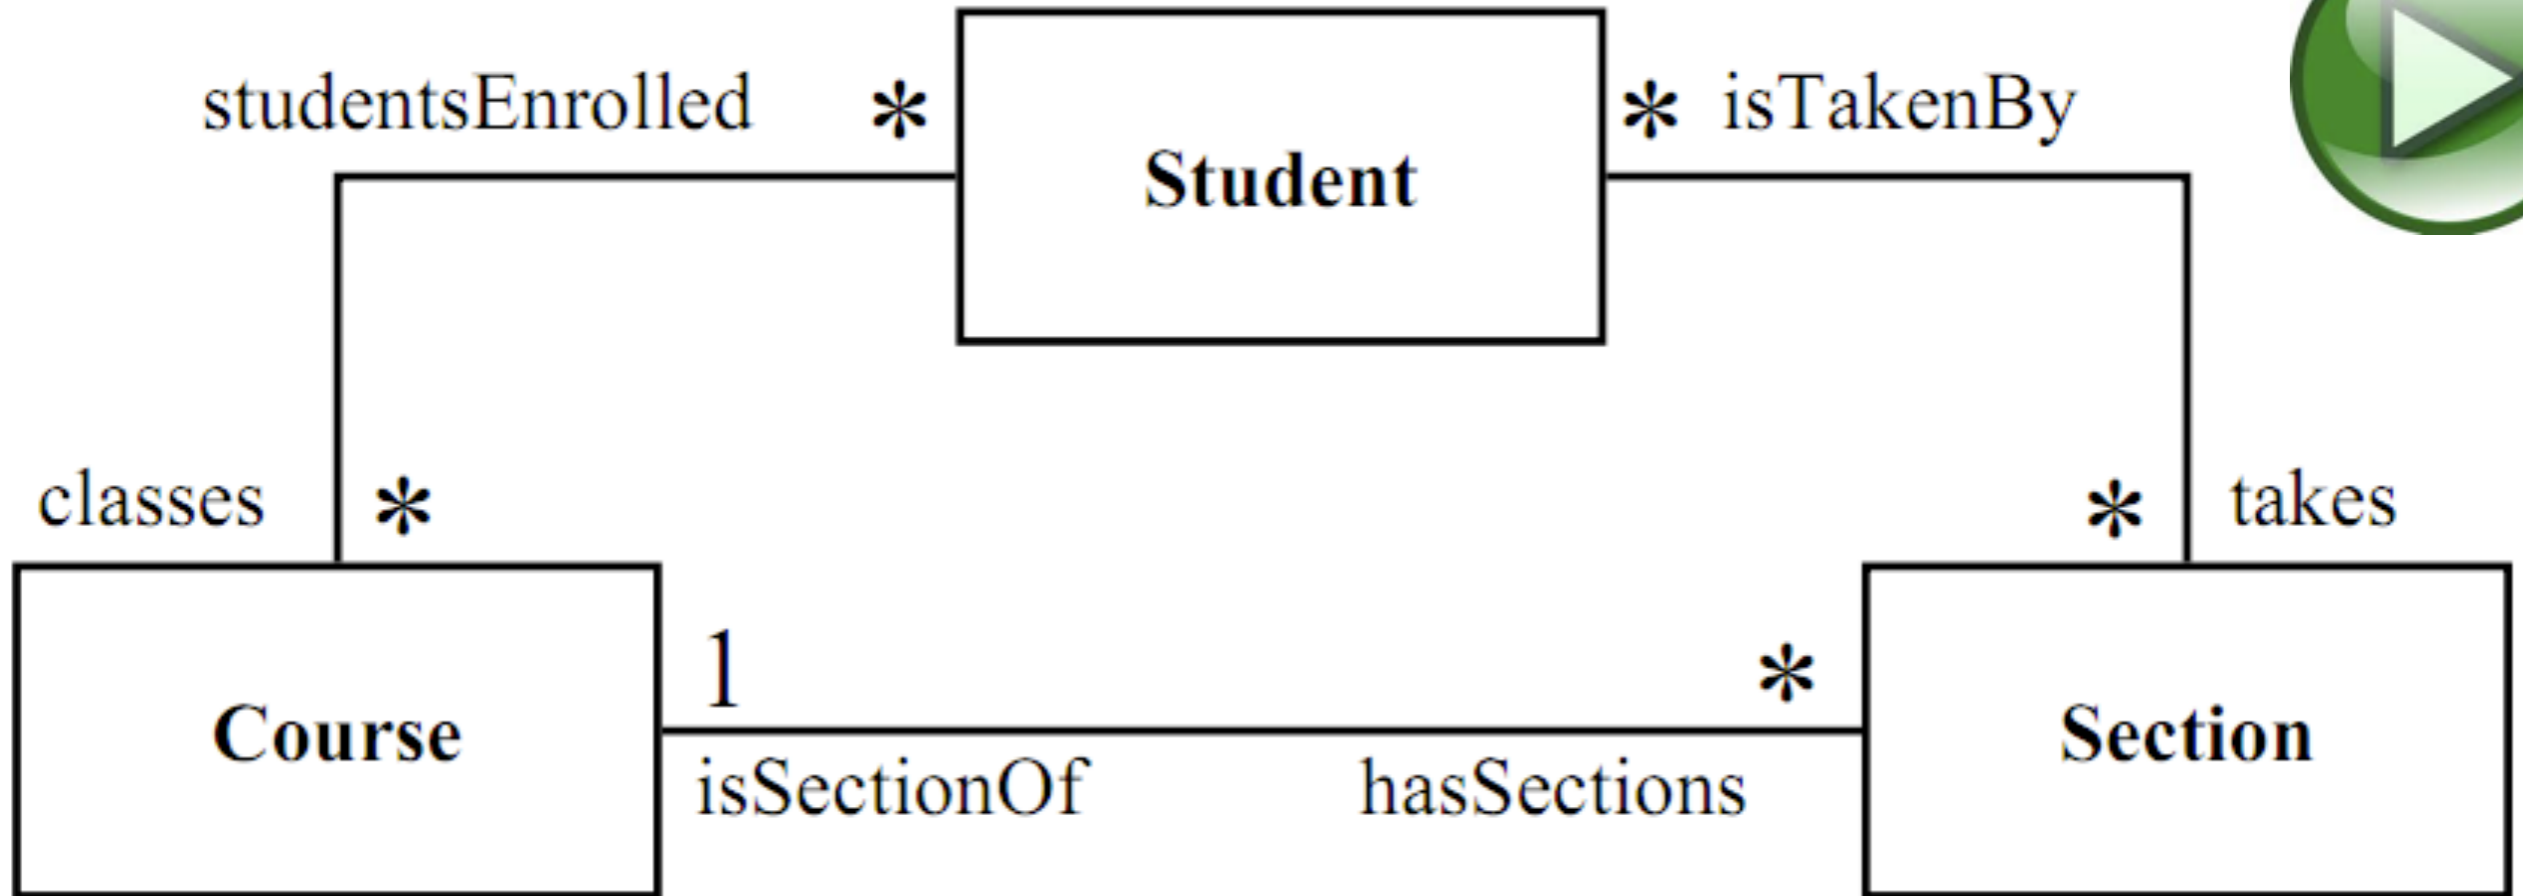 studentsEnrolled * * isTakenBy
Student
classes * * takes
1 *
Course Section
isSectionOf hasSections